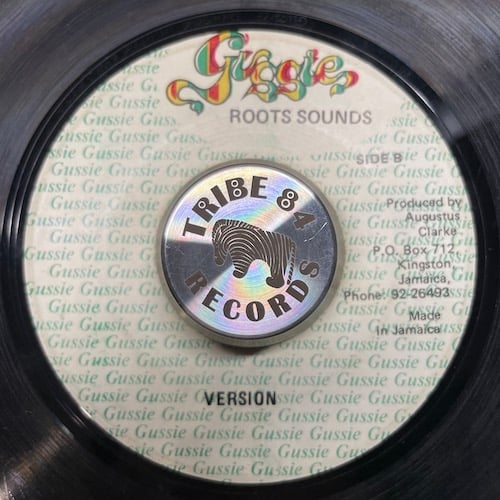 Gussie
ROOTS SOUNDS
SIDE B
Produced by
Augustus
Clarke
P.O. Box 712,
Kingston,
Jamaica,
Phone: 92-26493
Made
In Jamaica
TRIBE 84
RECORDS
VERSION